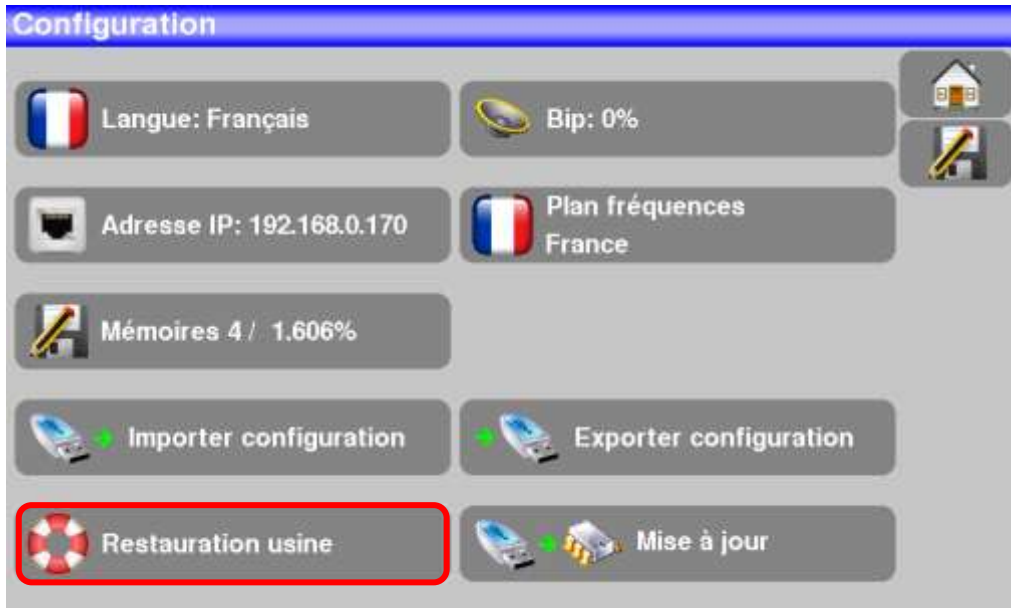 Configuration
Langue: Français
Bip: 0%
Adresse IP: 192.168.0.170
Plan fréquences
France
Mémoires 4 / 1.606%
Importer configuration
Exporter configuration
Restauration usine
Mise à jour